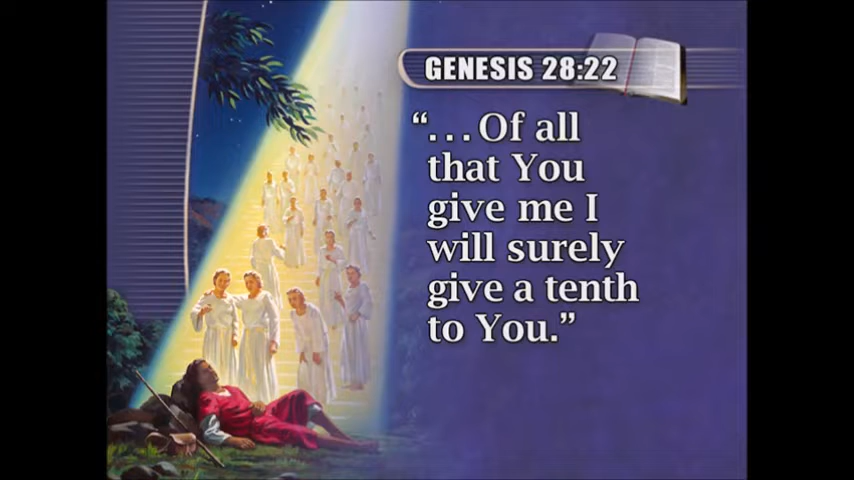 GENESIS 28:22
“...Of all
that You
give me I
will surely
give a tenth
to You.”